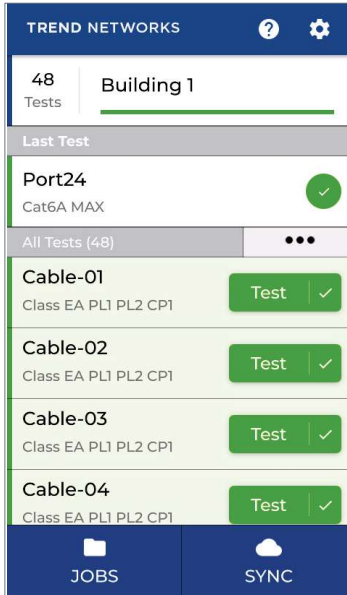 TREND NETWORKS
48
Tests
Building 1
Last Test
Port24
Cat6A MAX
All Tests (48)
Cable-01
Class EA PL1 PL2 CP1
Test
Cable-02
Class EA PL1 PL2 CP1
Test
Cable-03
Class EA PL1 PL2 CP1
Test
Cable-04
Class EA PL1 PL2 CP1
Test
JOBS
SYNC